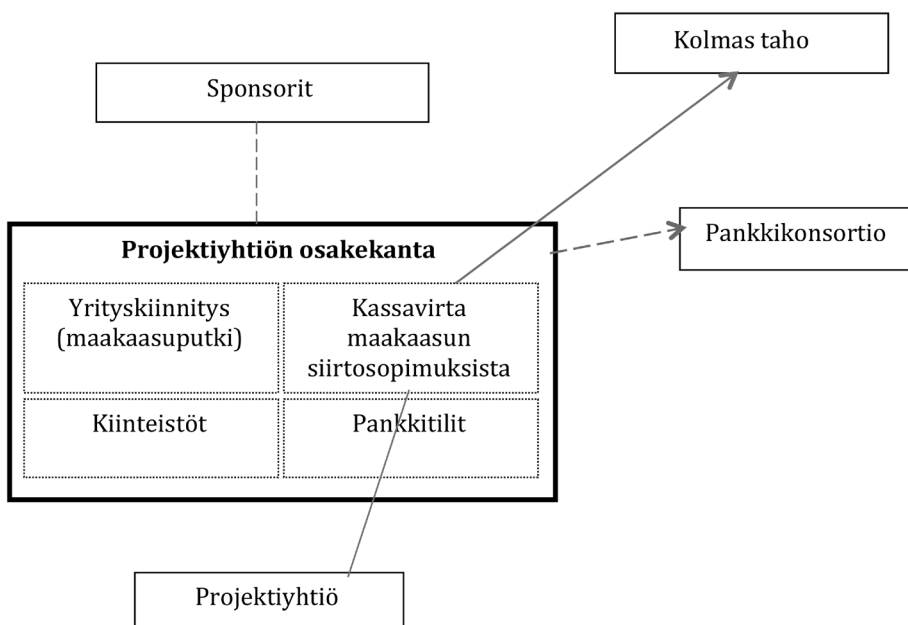 Kolmas taho
Sponsorit
Pankkikonsortio
Projektiyhtiön osakekanta
Yrityskiinnitys
(maakaasuputki)
Kassavirta
maakaasun
siirtosopimuksista
Kiinteistöt
Pankkitilit
Projektiyhtiö